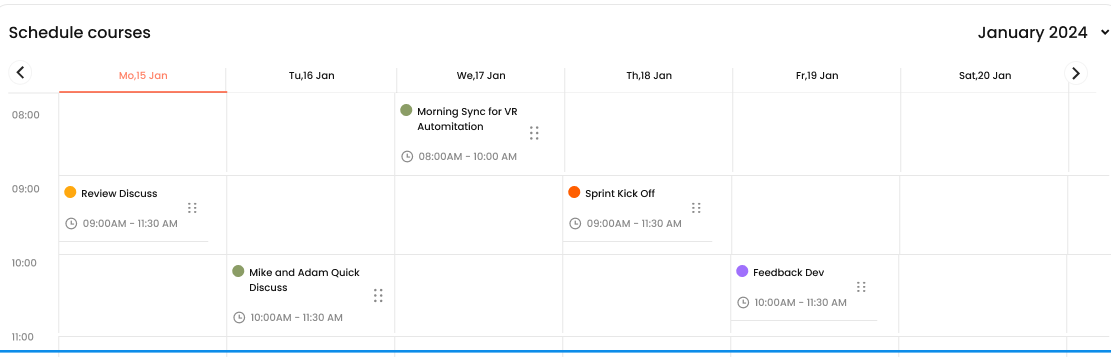 Schedule courses
January 2024
Mo,15 Jan
Tu,16 Jan
We,17 Jan
Th,18 Jan
Fr,19 Jan
Sat,20 Jan
08:00
Morning Sync for VR
Automitation
08:00AM - 10:00 AM
09:00
Review Discuss
09:00AM - 11:30 AM
Sprint Kick Off
09:00AM - 11:30 AM
10:00
Mike and Adam Quick
Discuss
10:00AM - 11:30 AM
Feedback Dev
10:00AM - 11:30 AM
11:00